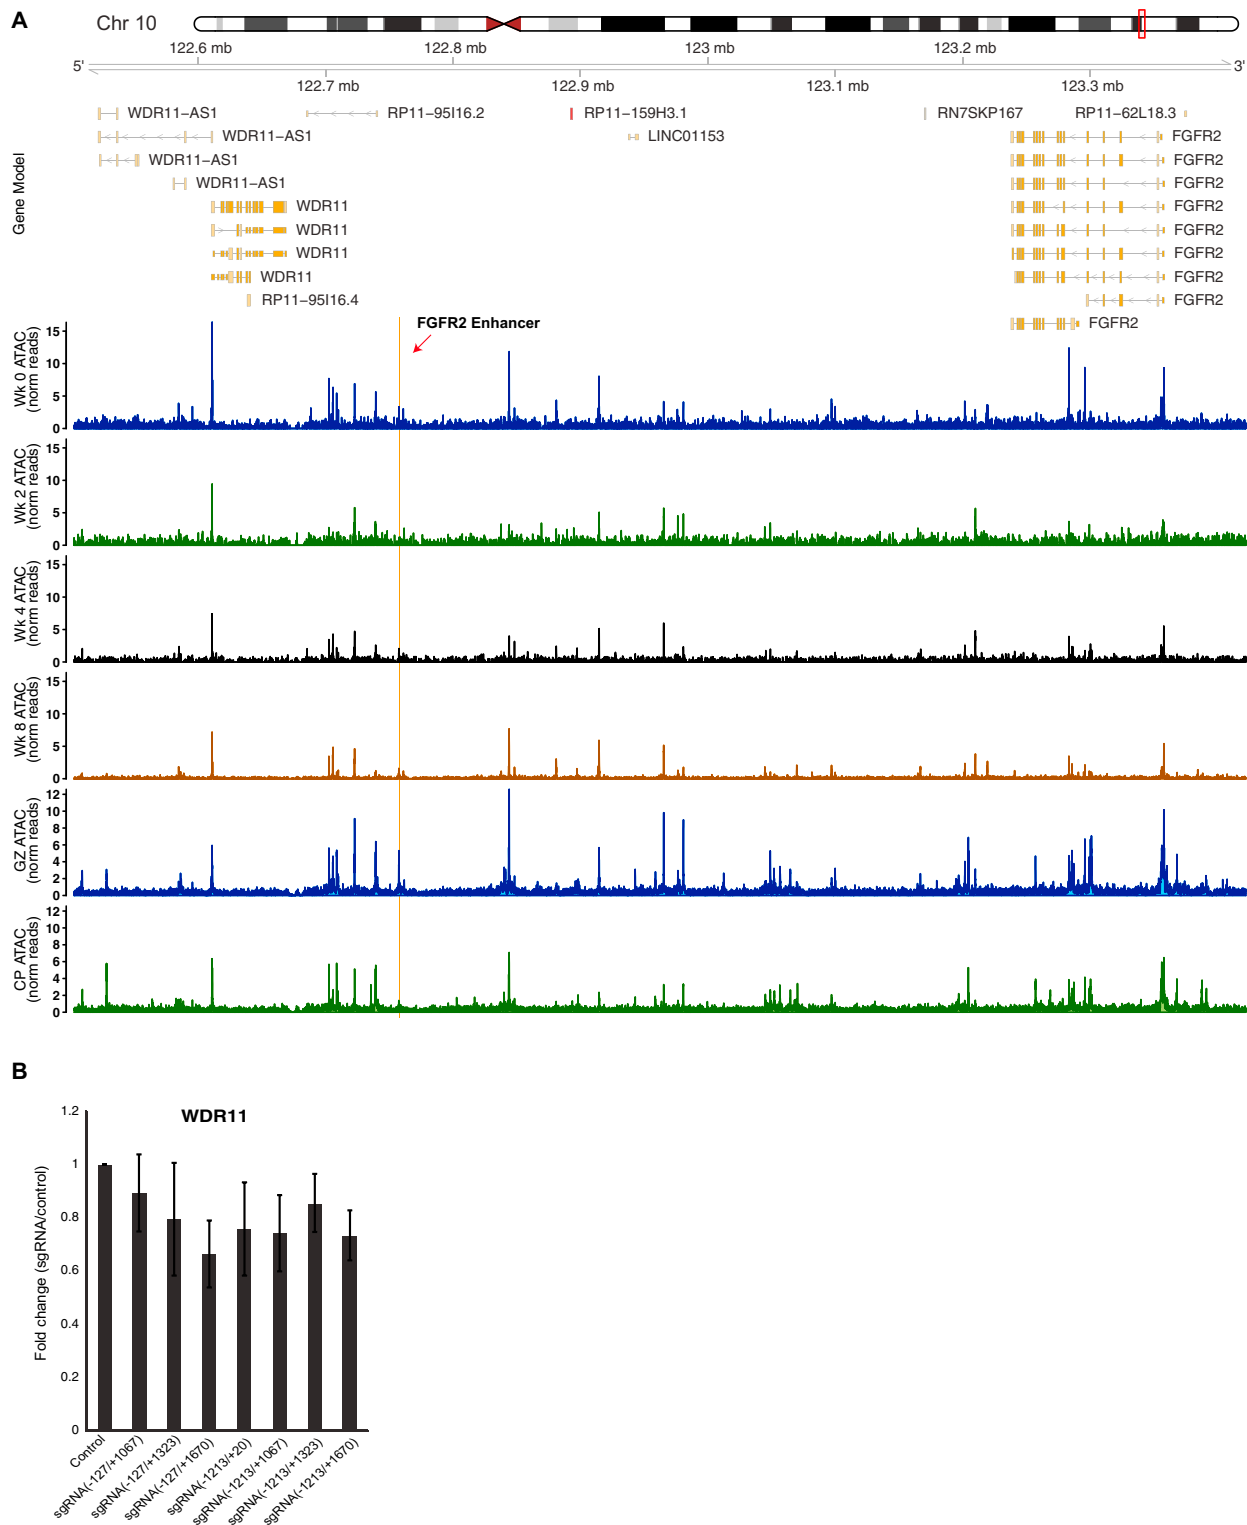 A
Chr 10
122.6 mb 122.8 mb 123 mb 123.2 mb
5' 3'
122.7 mb 122.9 mb 123.1 mb 123.3 mb
Gene Model
WDR11−AS1 RP11−95I16.2 RP11−159H3.1 RN7SKP167 RP11−62L18.3
WDR11−AS1 LINC01153 FGFR2
WDR11−AS1 FGFR2
WDR11−AS1 FGFR2
WDR11 FGFR2
WDR11 FGFR2
WDR11 FGFR2
WDR11 FGFR2
RP11−95I16.4 FGFR2
FGFR2 Enhancer FGFR2
Wk 0 ATAC
(norm reads)
15
10
5
0
Wk 2 ATAC
(norm reads)
15
10
5
0
Wk 4 ATAC
(norm reads)
15
10
5
0
Wk 8 ATAC
(norm reads)
15
10
5
0
GZ ATAC
(norm reads)
12
10
8
6
4
2
0
CP ATAC
(norm reads)
12
10
8
6
4
2
0
B
WDR11
Fold change (sgRNA/control)
1.2
1
0.8
0.6
0.4
0.2
0
Control
sgRNA(-127/+1067)
sgRNA(-127/+1323)
sgRNA(-127/+1670)
sgRNA(-1213/+20)
sgRNA(-1213/+1067)
sgRNA(-1213/+1323)
sgRNA(-1213/+1670)